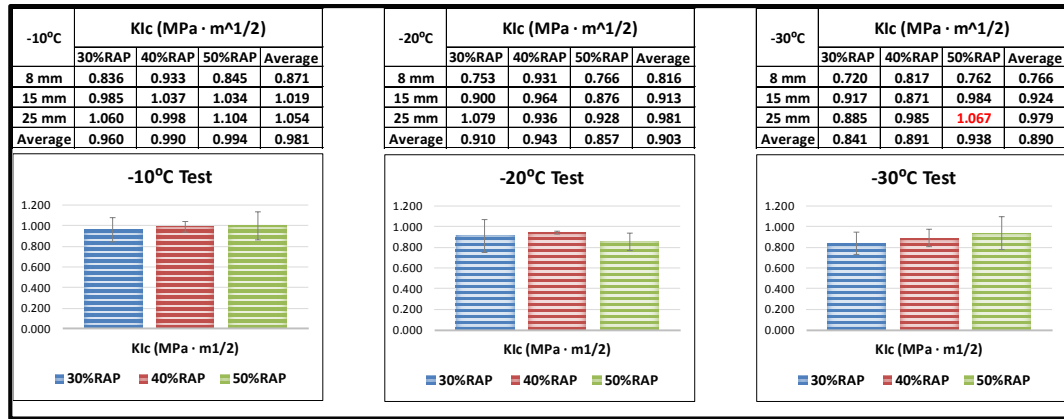 -10⁰C KIc (MPa · m^1/2)
30%RAP 40%RAP 50%RAP Average
8 mm 0.836 0.933 0.845 0.871
15 mm 0.985 1.037 1.034 1.019
25 mm 1.060 0.998 1.104 1.054
Average 0.960 0.990 0.994 0.981
-10⁰C Test
1.200
1.000
0.800
0.600
0.400
0.200
0.000
KIc (MPa · m1/2)
30%RAP 40%RAP 50%RAP
-20⁰C KIc (MPa · m^1/2)
30%RAP 40%RAP 50%RAP Average
8 mm 0.753 0.931 0.766 0.816
15 mm 0.900 0.964 0.876 0.913
25 mm 1.079 0.936 0.928 0.981
Average 0.910 0.943 0.857 0.903
-20⁰C Test
1.200
1.000
0.800
0.600
0.400
0.200
0.000
KIc (MPa · m1/2)
30%RAP 40%RAP 50%RAP
-30⁰C KIc (MPa · m^1/2)
30%RAP 40%RAP 50%RAP Average
8 mm 0.720 0.817 0.762 0.766
15 mm 0.917 0.871 0.984 0.924
25 mm 0.885 0.985 1.067 0.979
Average 0.841 0.891 0.938 0.890
-30⁰C Test
1.200
1.000
0.800
0.600
0.400
0.200
0.000
KIc (MPa · m1/2)
30%RAP 40%RAP 50%RAP